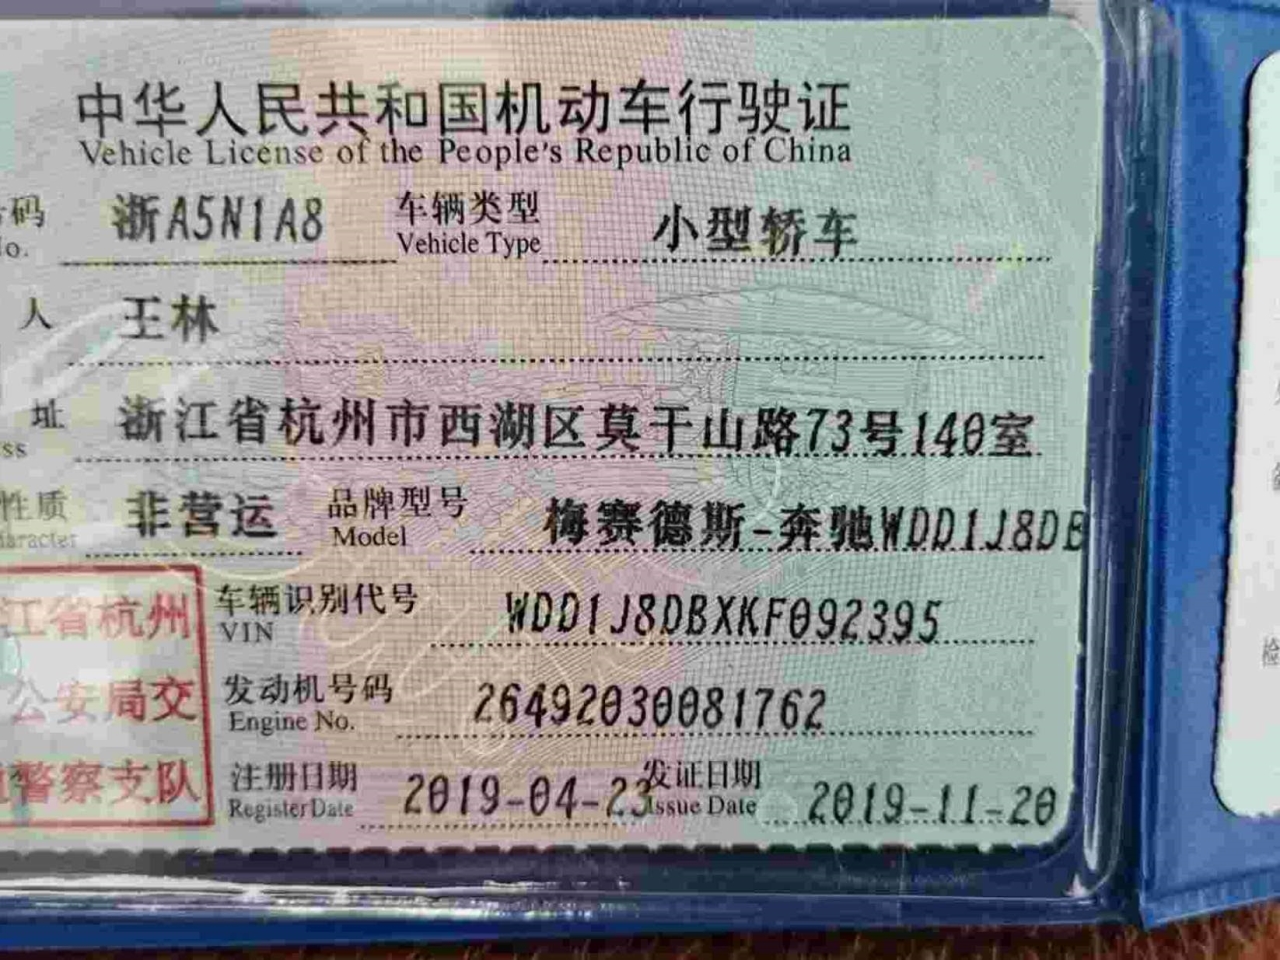 中华人民共和国机动车行驶证
Vehicle License of the People's Republic of China
号码 浙A5N1A8 车辆类型 小型轿车
No. Vehicle Type
人 王林
址 浙江省杭州市西湖区莫干山路73号140室
ss
性质 非营运 品牌型号 梅赛德斯-奔驰WDD1J8DB
aracter Model
江省杭州 车辆识别代号 WDD1J8DBXKF092395
VIN
公安局交 发动机号码 26492030081762
Engine No.
警察支队 注册日期 2019-04-23 发证日期 2019-11-20
Register Date Issue Date
检